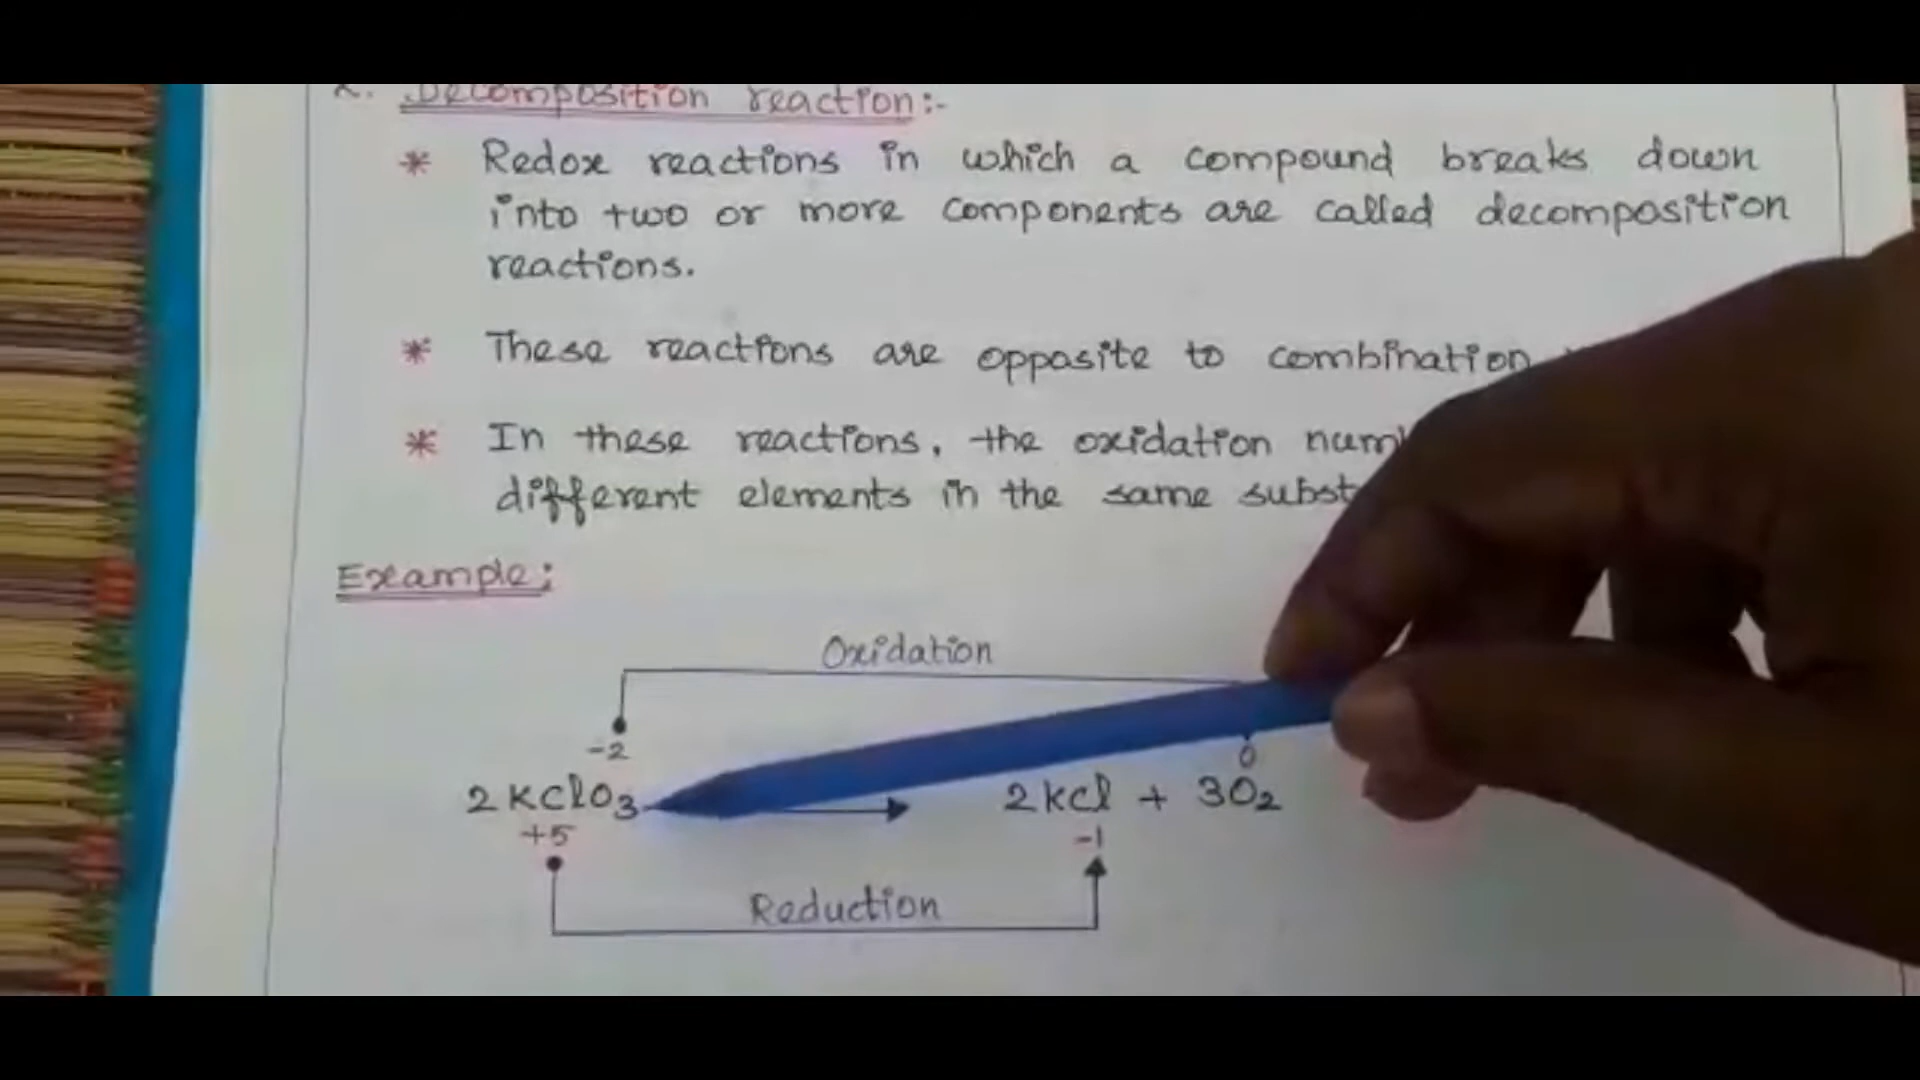 Decomposition reaction:-
* Redox reactions in which a compound breaks down
into two or more components are called decomposition
reactions.
* These reactions are opposite to combination
* In these reactions, the oxidation
different elements in the same
Example:
Oxidation
-2
0
2KClO3 → 2KCl + 3O2
+5
-1
Reduction